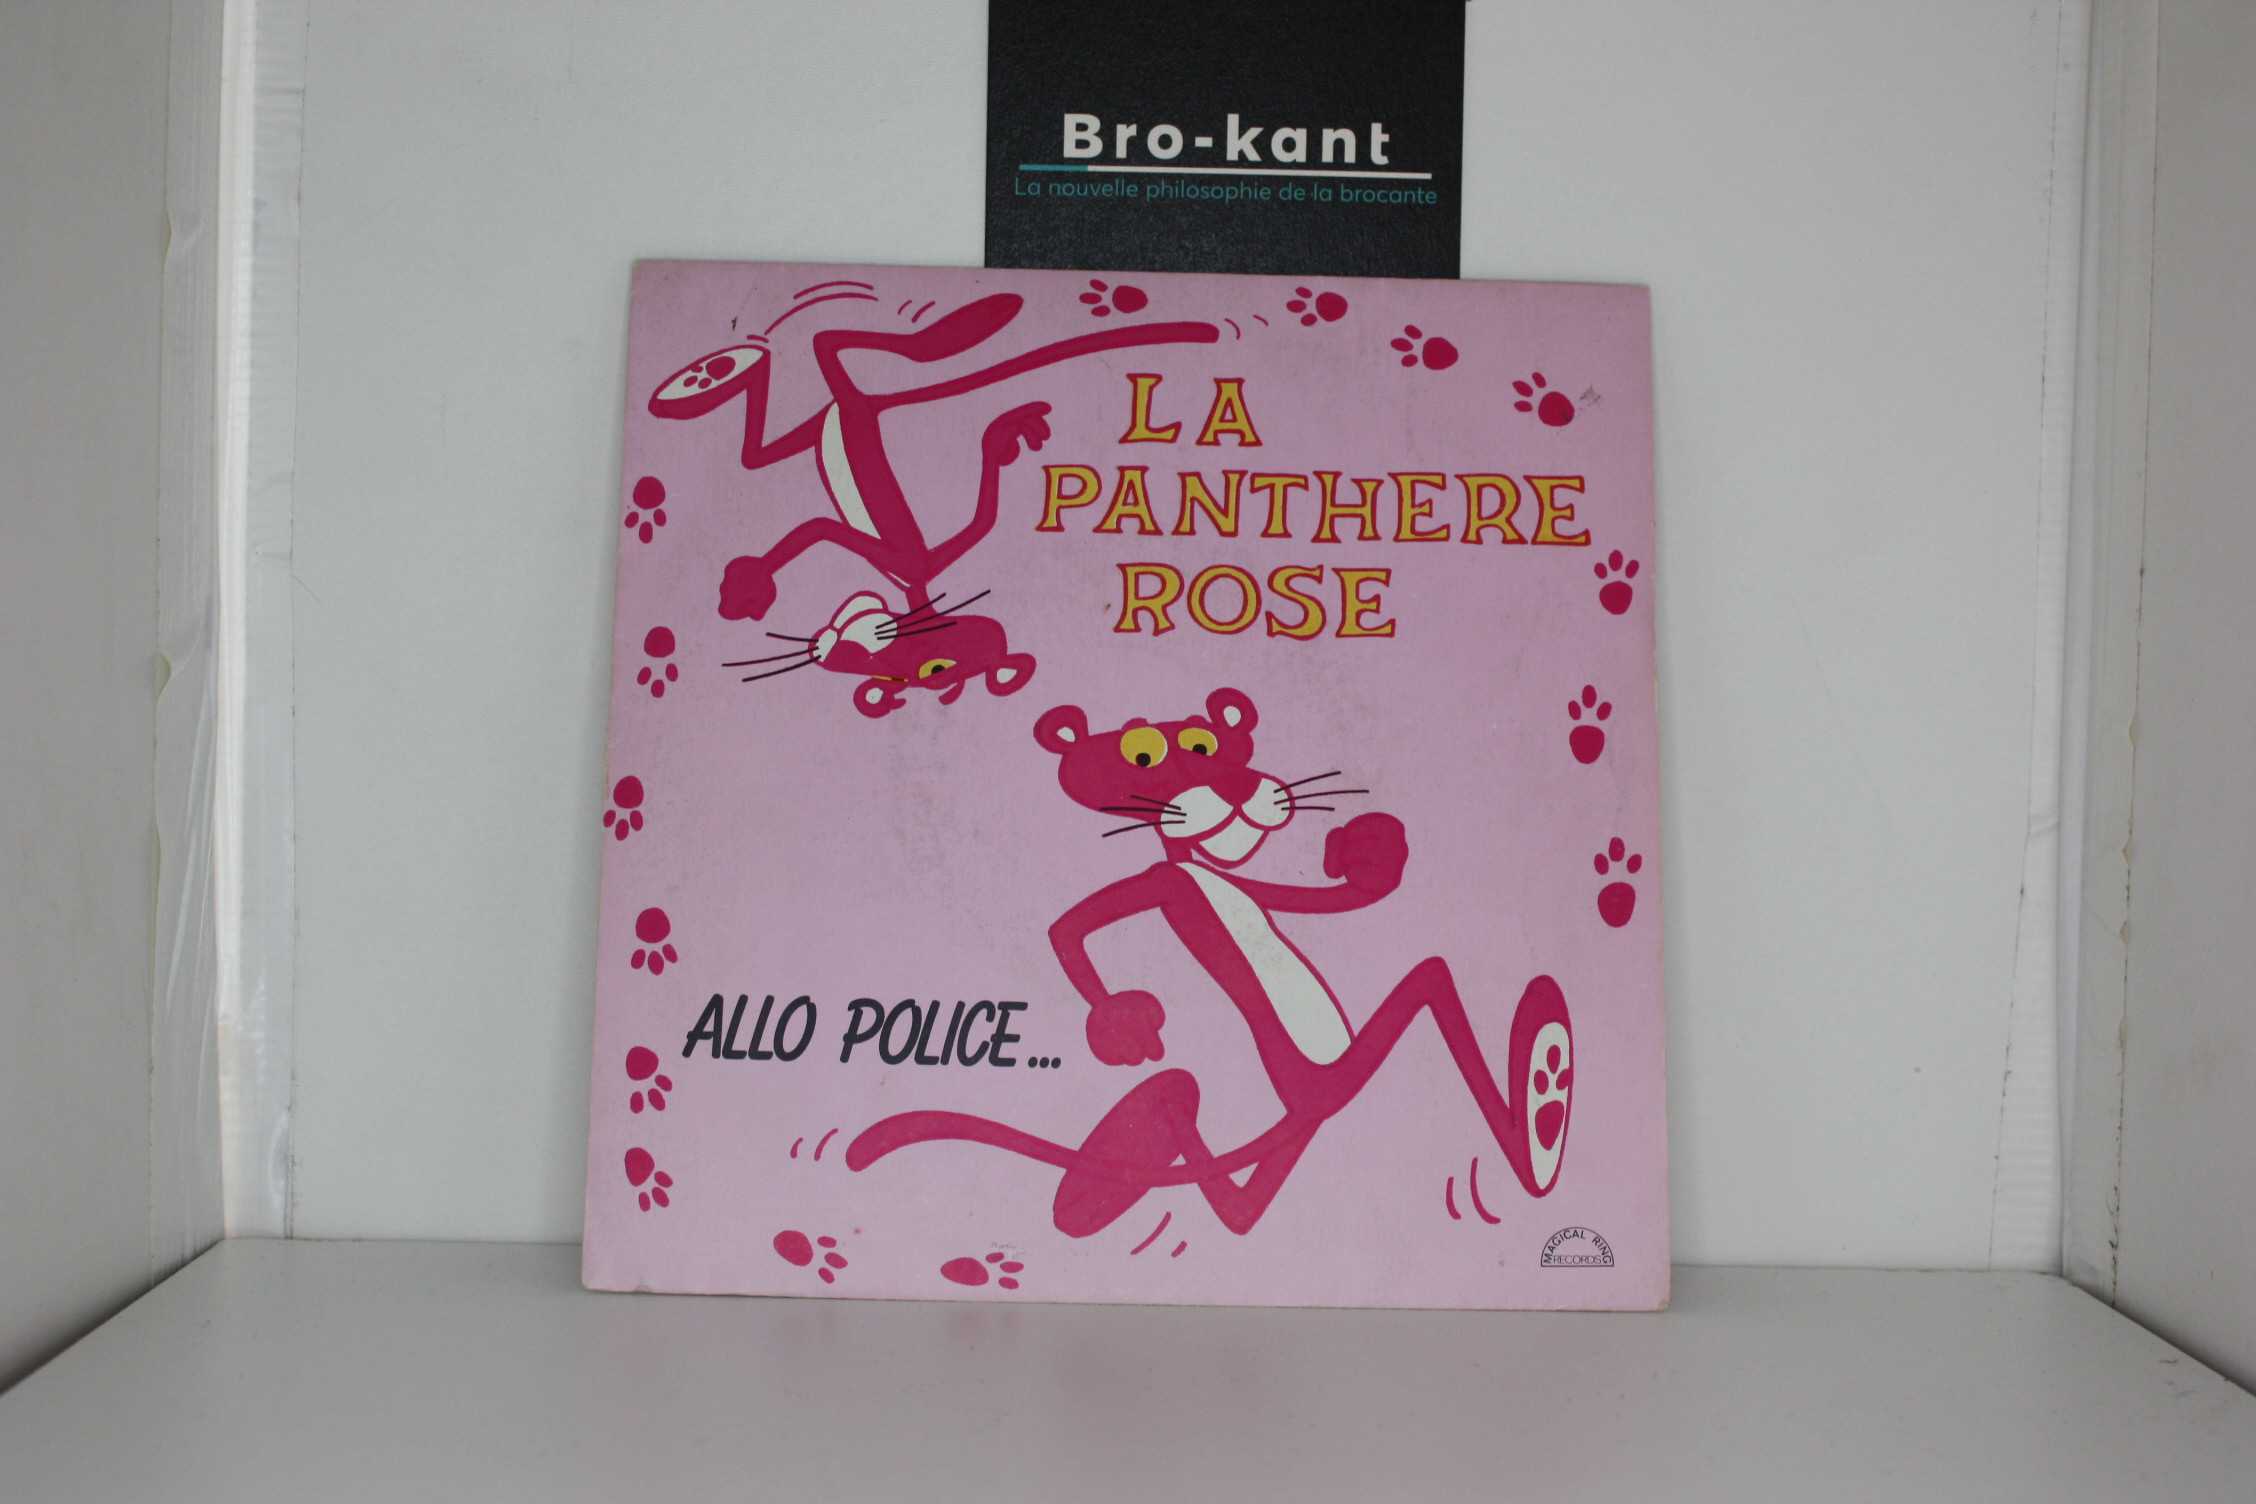 Bro-kant
La nouvelle philosophie de la brocante
LA
PANTHERE
ROSE
ALLO POLICE...
MAGICAL RING
RECORDS